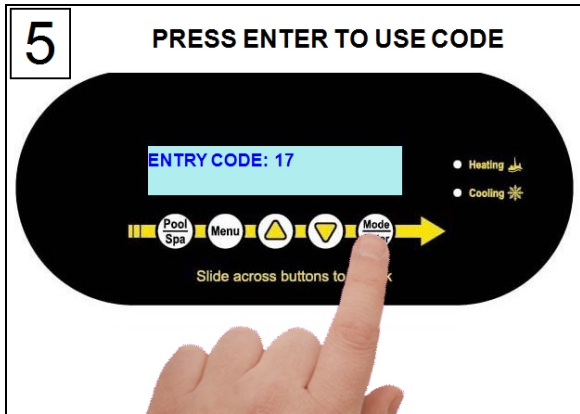 5
PRESS ENTER TO USE CODE
ENTRY CODE: 17
Heating
Cooling
Pool
Spa
Menu
Mode
Slide across buttons to